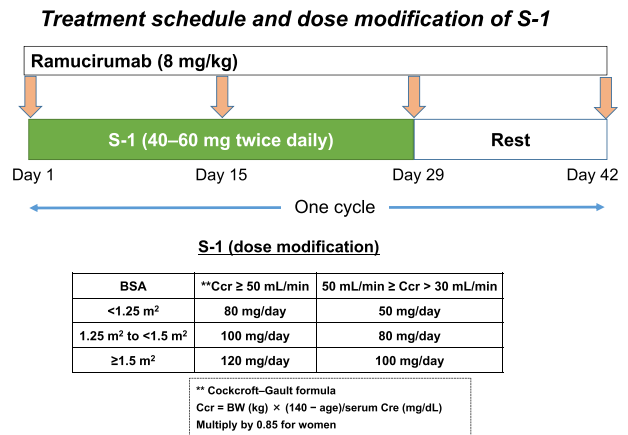 Treatment schedule and dose modification of S-1
Ramucirumab (8 mg/kg)
S-1 (40–60 mg twice daily) Rest
Day 1 Day 15 Day 29 Day 42
One cycle
S-1 (dose modification)
BSA **Ccr ≥ 50 mL/min 50 mL/min ≥ Ccr > 30 mL/min
<1.25 m² 80 mg/day 50 mg/day
1.25 m² to <1.5 m² 100 mg/day 80 mg/day
≥1.5 m² 120 mg/day 100 mg/day
** Cockcroft–Gault formula
Ccr = BW (kg) × (140 − age)/serum Cre (mg/dL)
Multiply by 0.85 for women